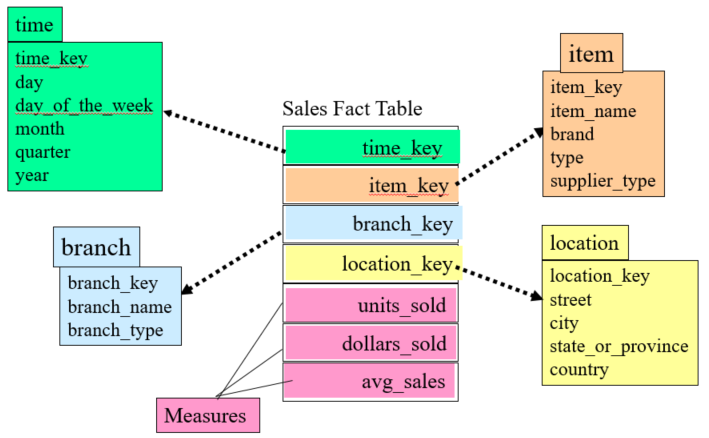 time
time_key
day
day_of_the_week
month
quarter
year
item
item_key
item_name
brand
type
supplier_type
Sales Fact Table
time_key
item_key
branch_key
location_key
units_sold
dollars_sold
avg_sales
branch
branch_key
branch_name
branch_type
location
location_key
street
city
state_or_province
country
Measures